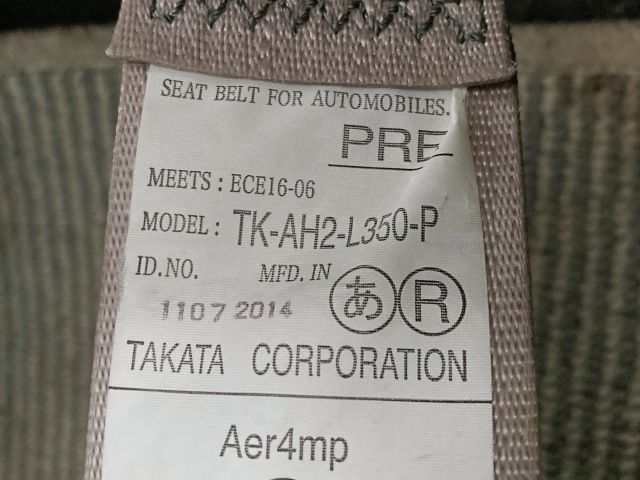 SEAT BELT FOR AUTOMOBILES.
PRE
MEETS : ECE16-06
MODEL : TK-AH2-L350-P
ID.NO. MFD. IN あ R
1107 2014
TAKATA CORPORATION
Aer4mp